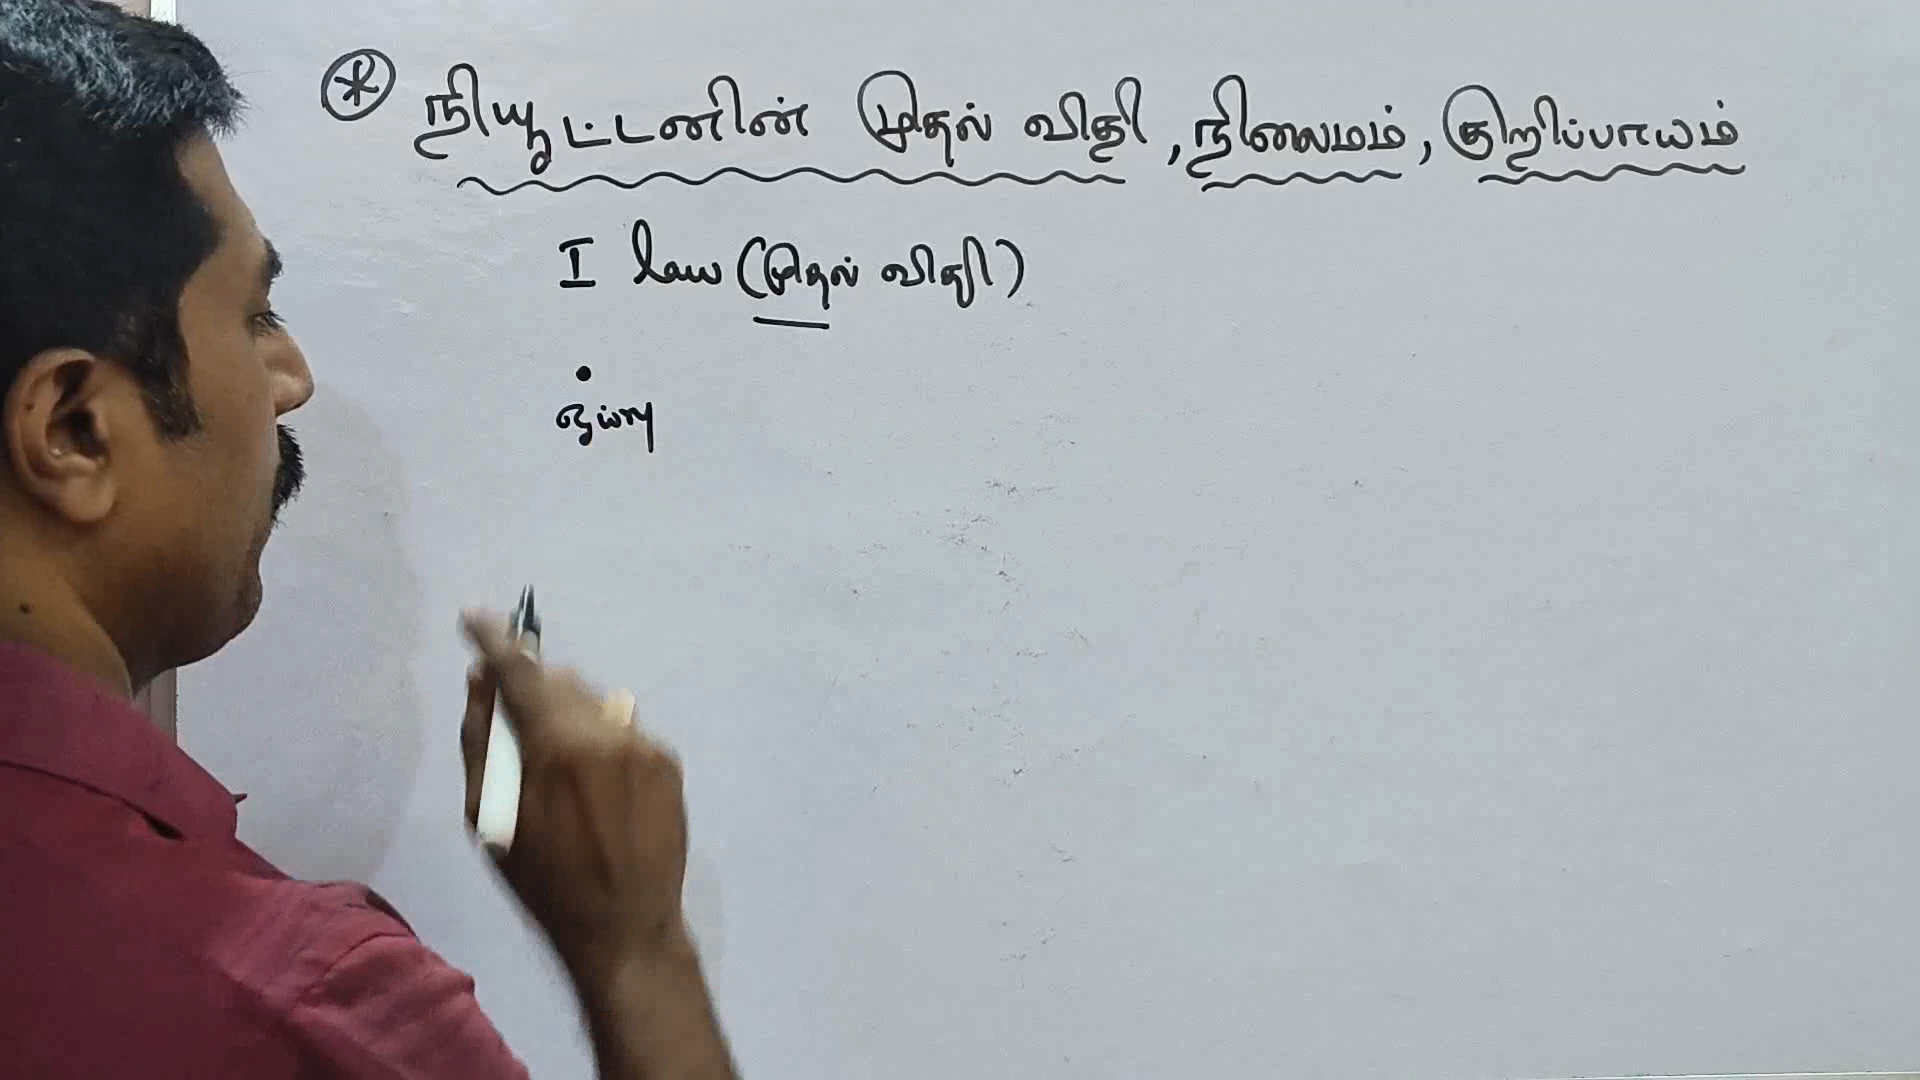 * நியூட்டனின் முதல் விதி, நிலைமம், குறிப்பாயம்
I law (முதல் விதி)
• ஓய்வு